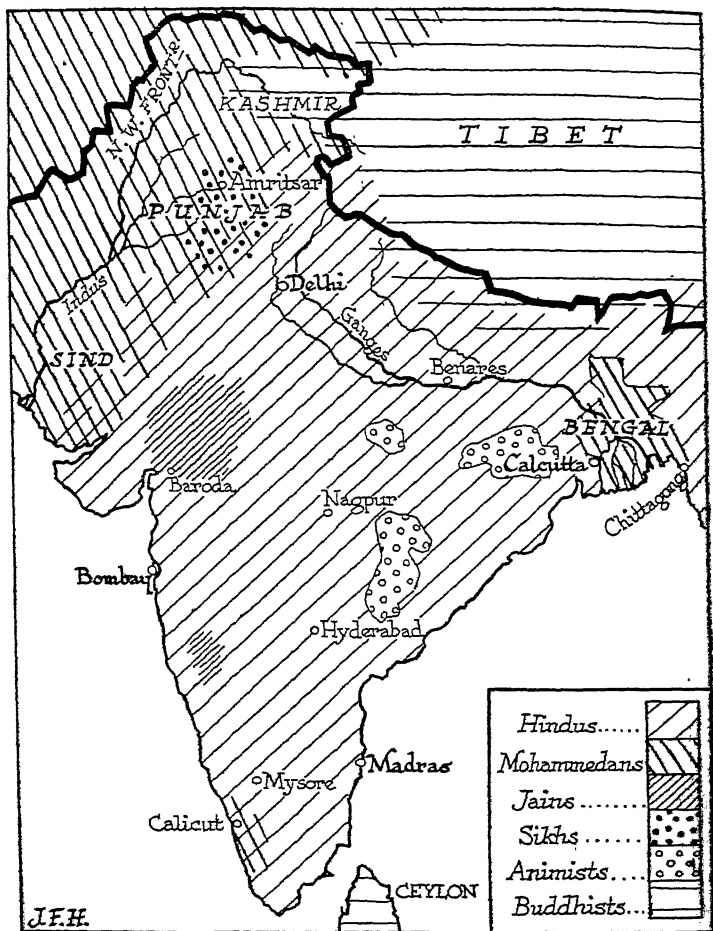 N.W. FRONTR
KASHMIR
TIBET
Amritsar
PUNJAB
Indus
Delhi
Ganges
SIND
Benares
BENGAL
Baroda
Calcutta
Nagpur
Chittagong
Bombay
Hyderabad
Mysore
Madras
Calicut
CEYLON
Hindus......
Mohammedans
Jains ........
Sikhs ......
Animists....
Buddhists...
J.F.H.